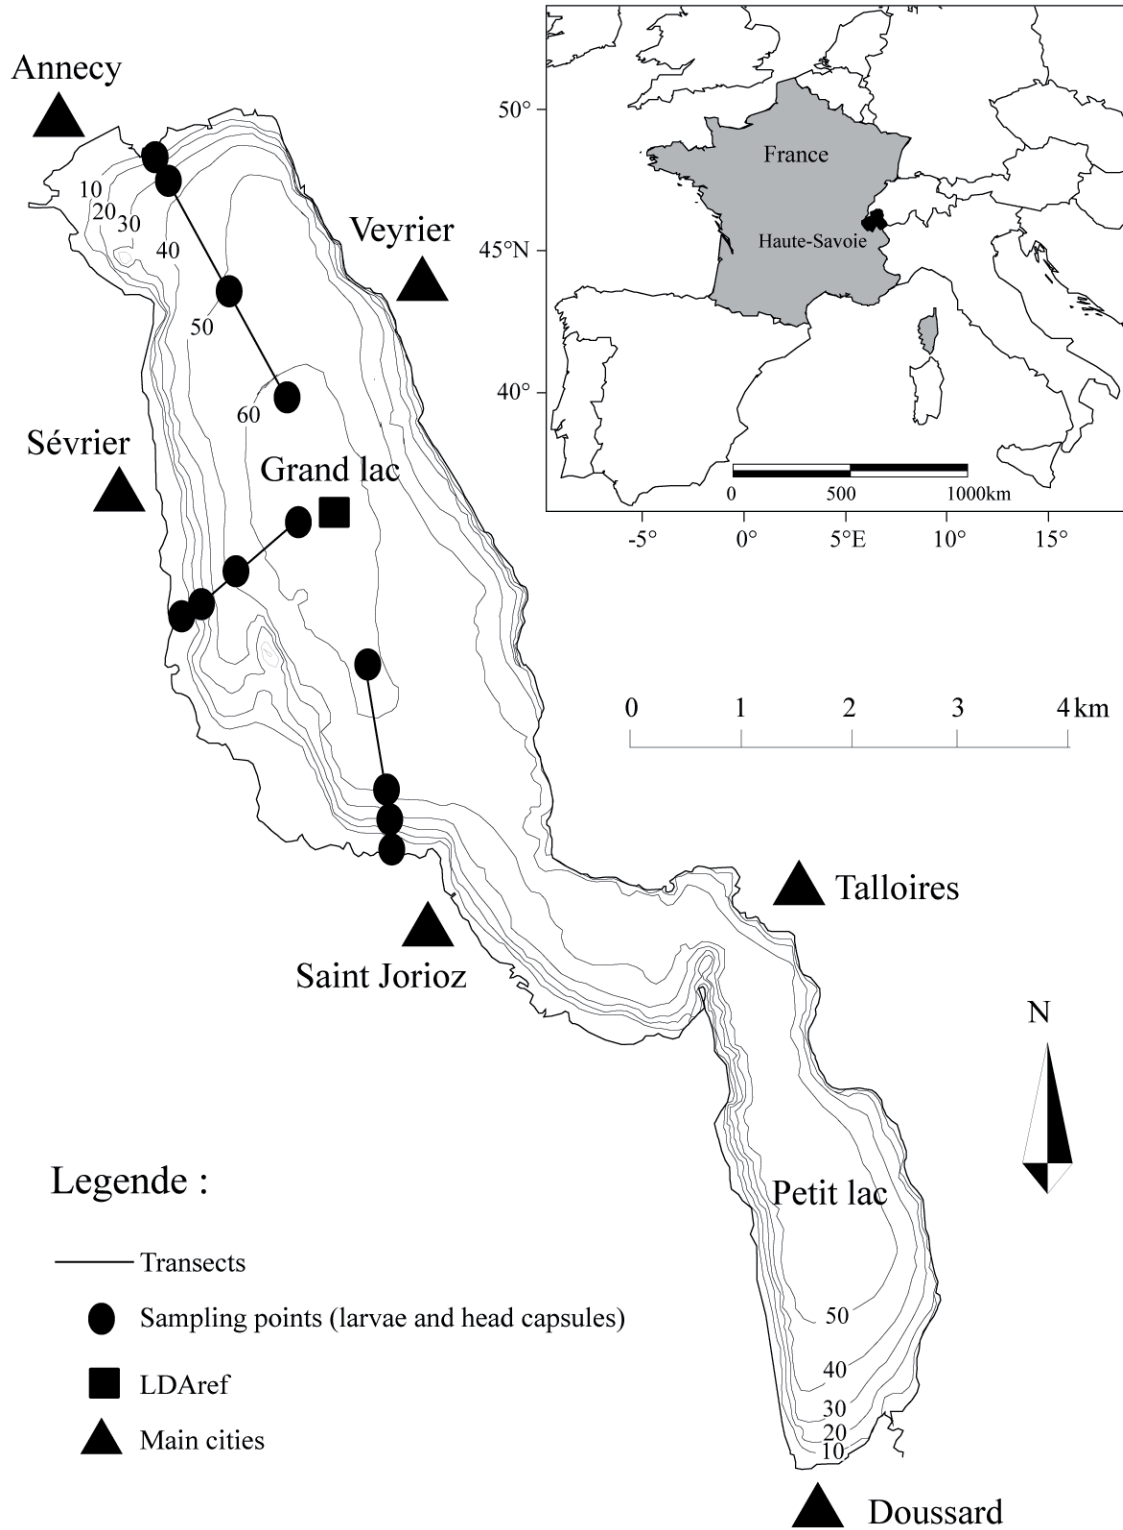 Annecy
10
20
30
40
50
60
Veyrier
Sévrier
Grand lac
50°
45°N
40°
France
Haute-Savoie
0 500 1000km
-5° 0° 5°E 10° 15°
0 1 2 3 4 km
Talloires
Saint Jorioz
N
Petit lac
50
40
30
20
10
Doussard
Legende :
Transects
Sampling points (larvae and head capsules)
LDAref
Main cities